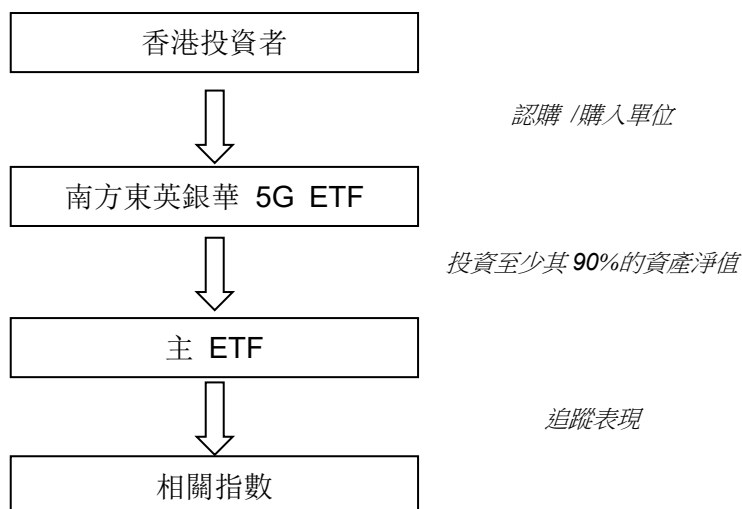 香港投資者
認購 /購入單位
南方東英銀華 5G ETF
投資至少其 90%的資產淨值
主 ETF
追蹤表現
相關指數